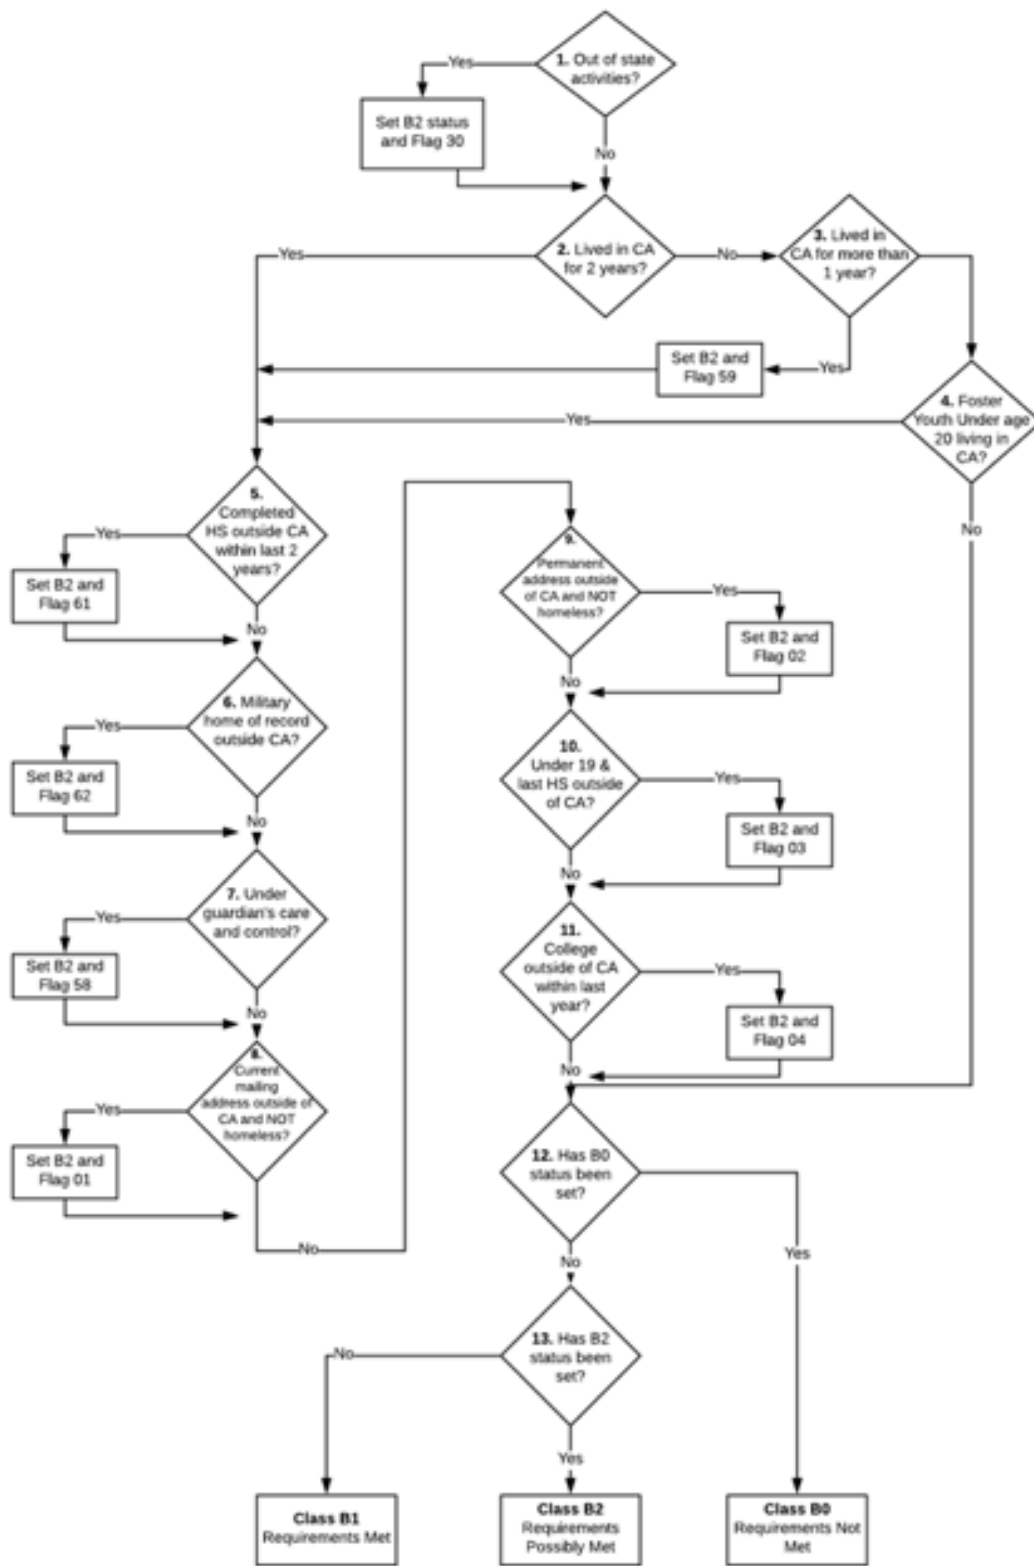 1. Out of state
activities?
Yes
Set B2 status
and Flag 30
No
2. Lived in CA
for 2 years?
Yes
No
3. Lived in
CA for more than
1 year?
Yes
Set B2 and
Flag 59
4. Foster
Youth Under age
20 living in
CA?
Yes
No
5.
Completed
HS outside CA
within last 2
years?
Yes
Set B2 and
Flag 61
No
6. Military
home of record
outside CA?
Yes
Set B2 and
Flag 62
No
7. Under
guardian's care
and control?
Yes
Set B2 and
Flag 58
No
8.
Current
mailing
address outside of
CA and NOT
homeless?
Yes
Set B2 and
Flag 01
No
9.
Permanent
address outside
of CA and NOT
homeless?
Yes
Set B2 and
Flag 02
No
10.
Under 19 &
last HS outside
of CA?
Yes
Set B2 and
Flag 03
No
11.
College
outside of CA
within last
year?
Yes
Set B2 and
Flag 04
No
12. Has B0
status been
set?
Yes
No
13. Has B2
status been
set?
No
Yes
Class B1
Requirements Met
Class B2
Requirements
Possibly Met
Class B0
Requirements Not
Met